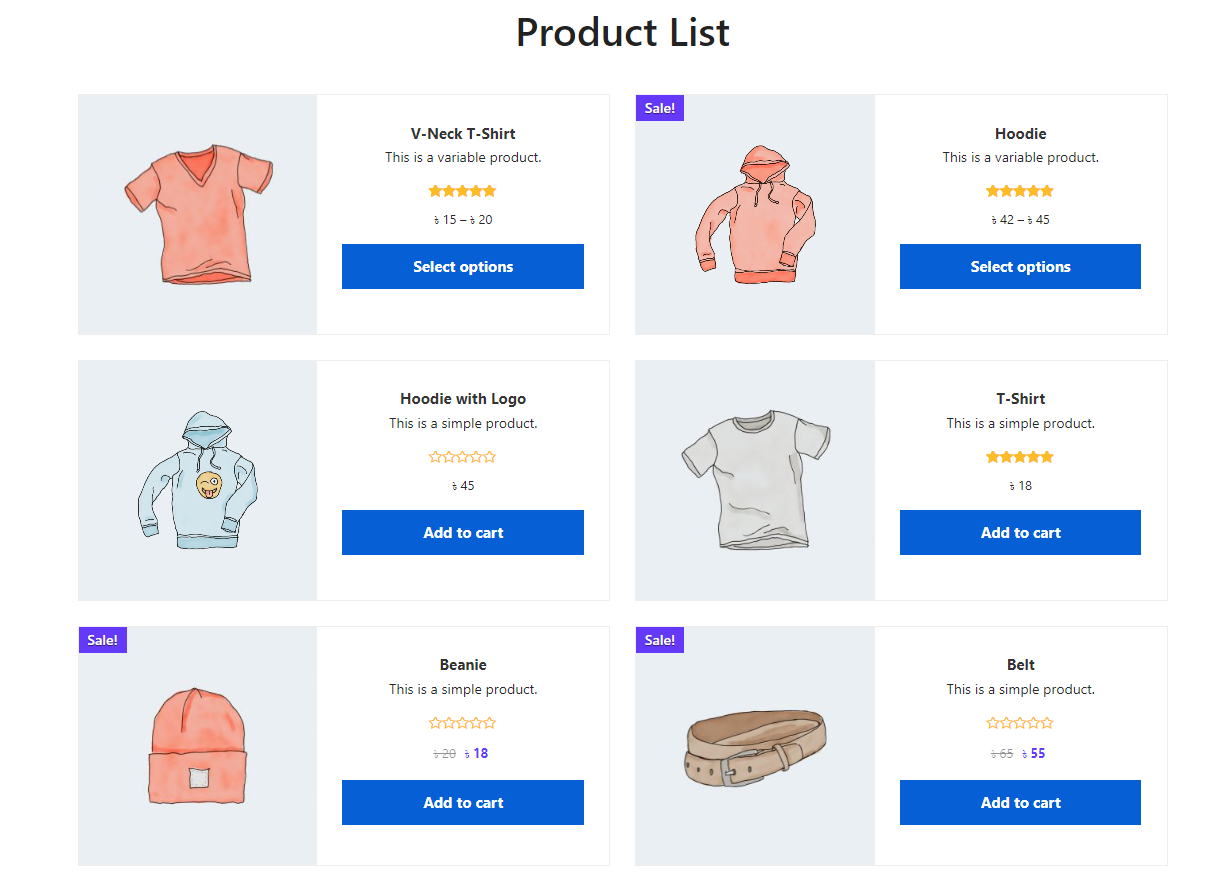 Product List
V-Neck T-Shirt
This is a variable product.
৳ 15 – ৳ 20
Select options
Sale!
Hoodie
This is a variable product.
৳ 42 – ৳ 45
Select options
Hoodie with Logo
This is a simple product.
৳ 45
Add to cart
T-Shirt
This is a simple product.
৳ 18
Add to cart
Sale!
Beanie
This is a simple product.
৳ 20 ৳ 18
Add to cart
Sale!
Belt
This is a simple product.
৳ 65 ৳ 55
Add to cart